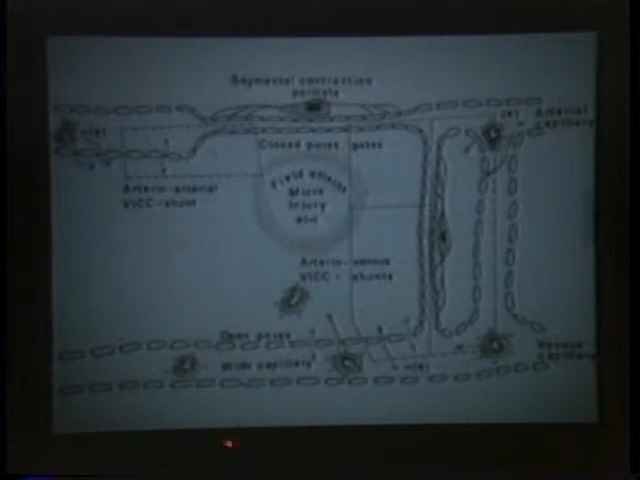 Segmental contraction
pericyte
Arterial
capillary
Closed pores gates
Field effects
Micro
Injury
Arterio-arterial
VICC-shunt
Arterio-venous
VICC - shunts
Open pores
Wide capillary
Venous
capillary